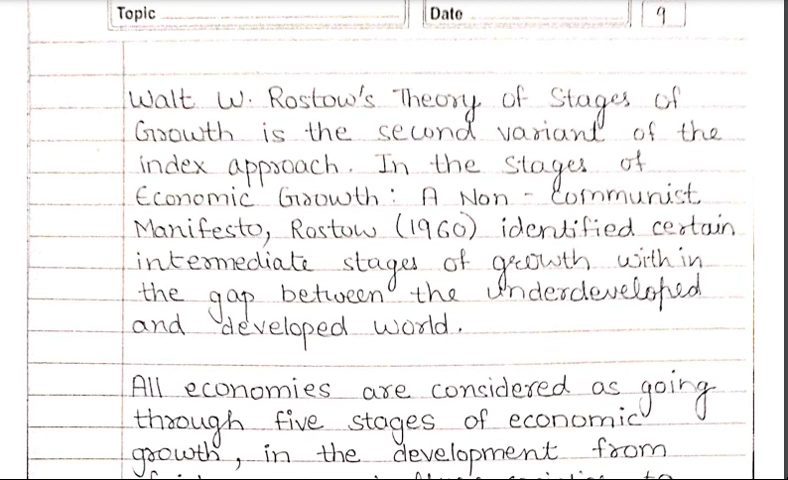 Topic
Date
9
Walt W. Rostow's Theory of Stages of
Growth is the second variant of the
index approach. In the Stages of
Economic Growth: A Non - Communist
Manifesto, Rostow (1960) identified certain
intermediate stages of growth within
the gap between the underdeveloped
and developed world.
All economies are considered as going
through five stages of economic
growth, in the development from
to